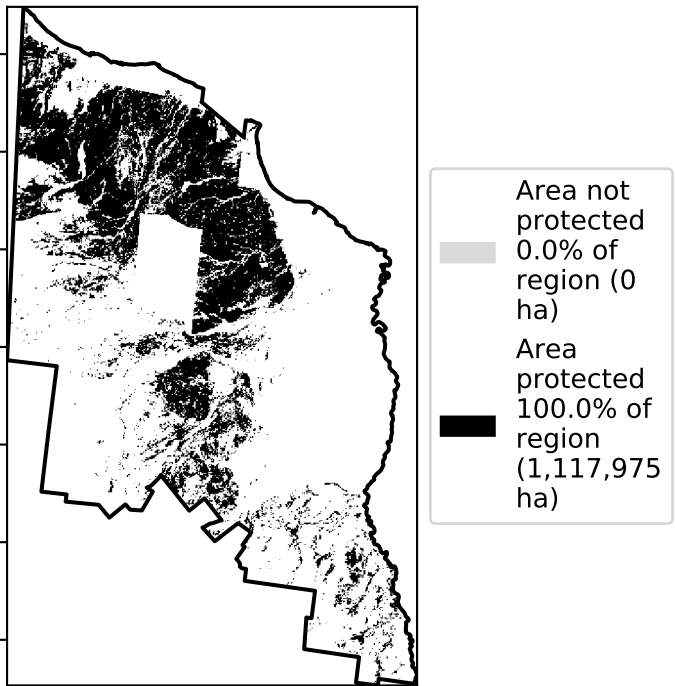 Area not
protected
0.0% of
region (0
ha)
Area
protected
100.0% of
region
(1,117,975
ha)